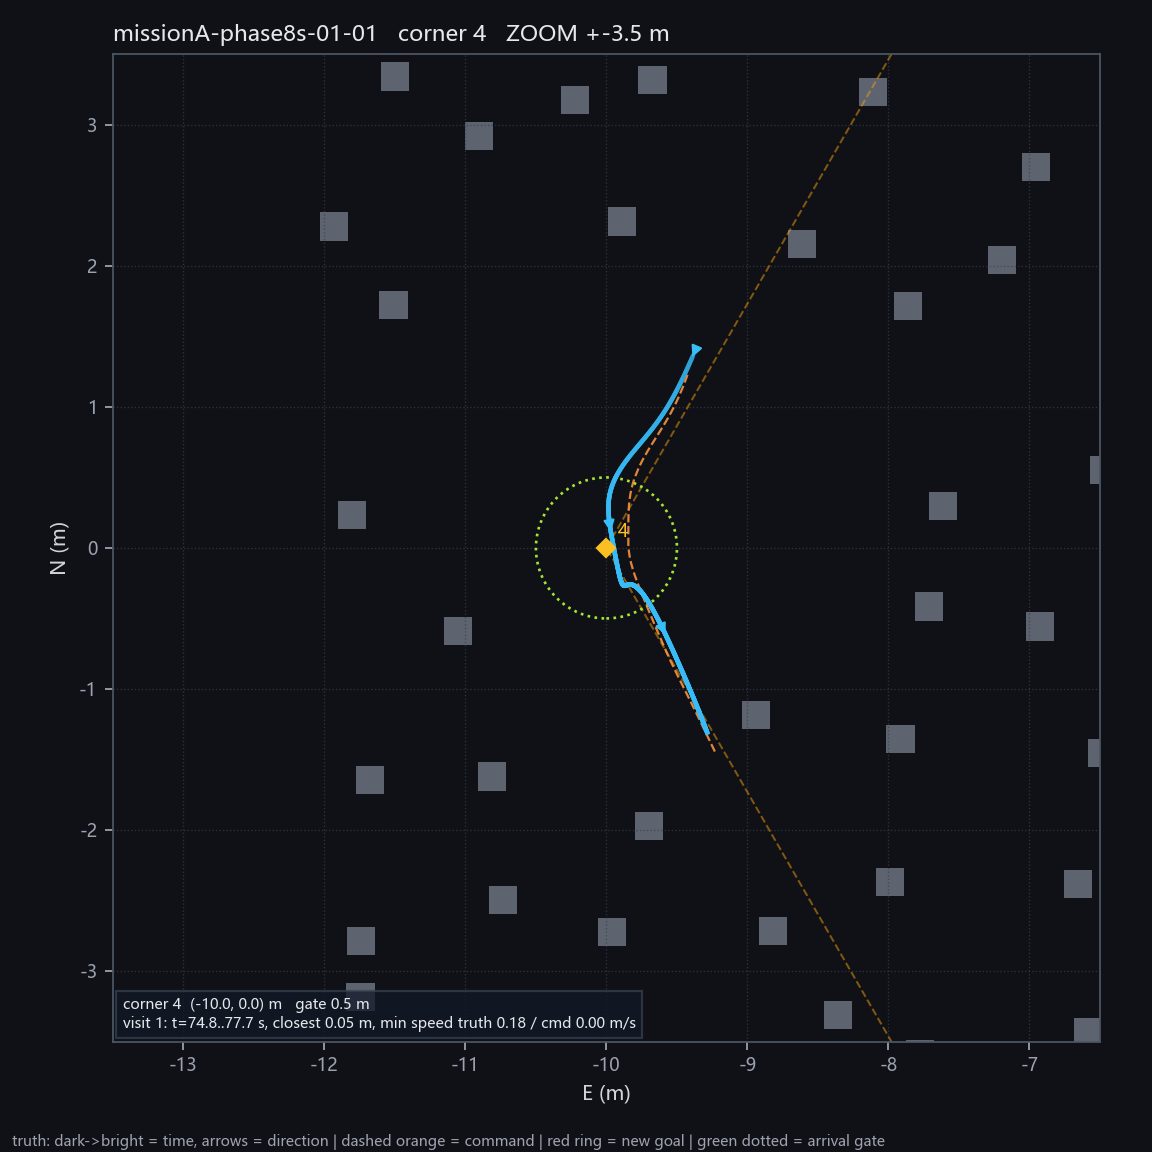 missionA-phase8s-01-01   corner 4   ZOOM +-3.5 m
3
2
1
0
-1
-2
-3
N (m)
4
corner 4  (-10.0, 0.0) m   gate 0.5 m
visit 1: t=74.8..77.7 s, closest 0.05 m, min speed truth 0.18 / cmd 0.00 m/s
-13 -12 -11 -10 -9 -8 -7
E (m)
truth: dark->bright = time, arrows = direction | dashed orange = command | red ring = new goal | green dotted = arrival gate